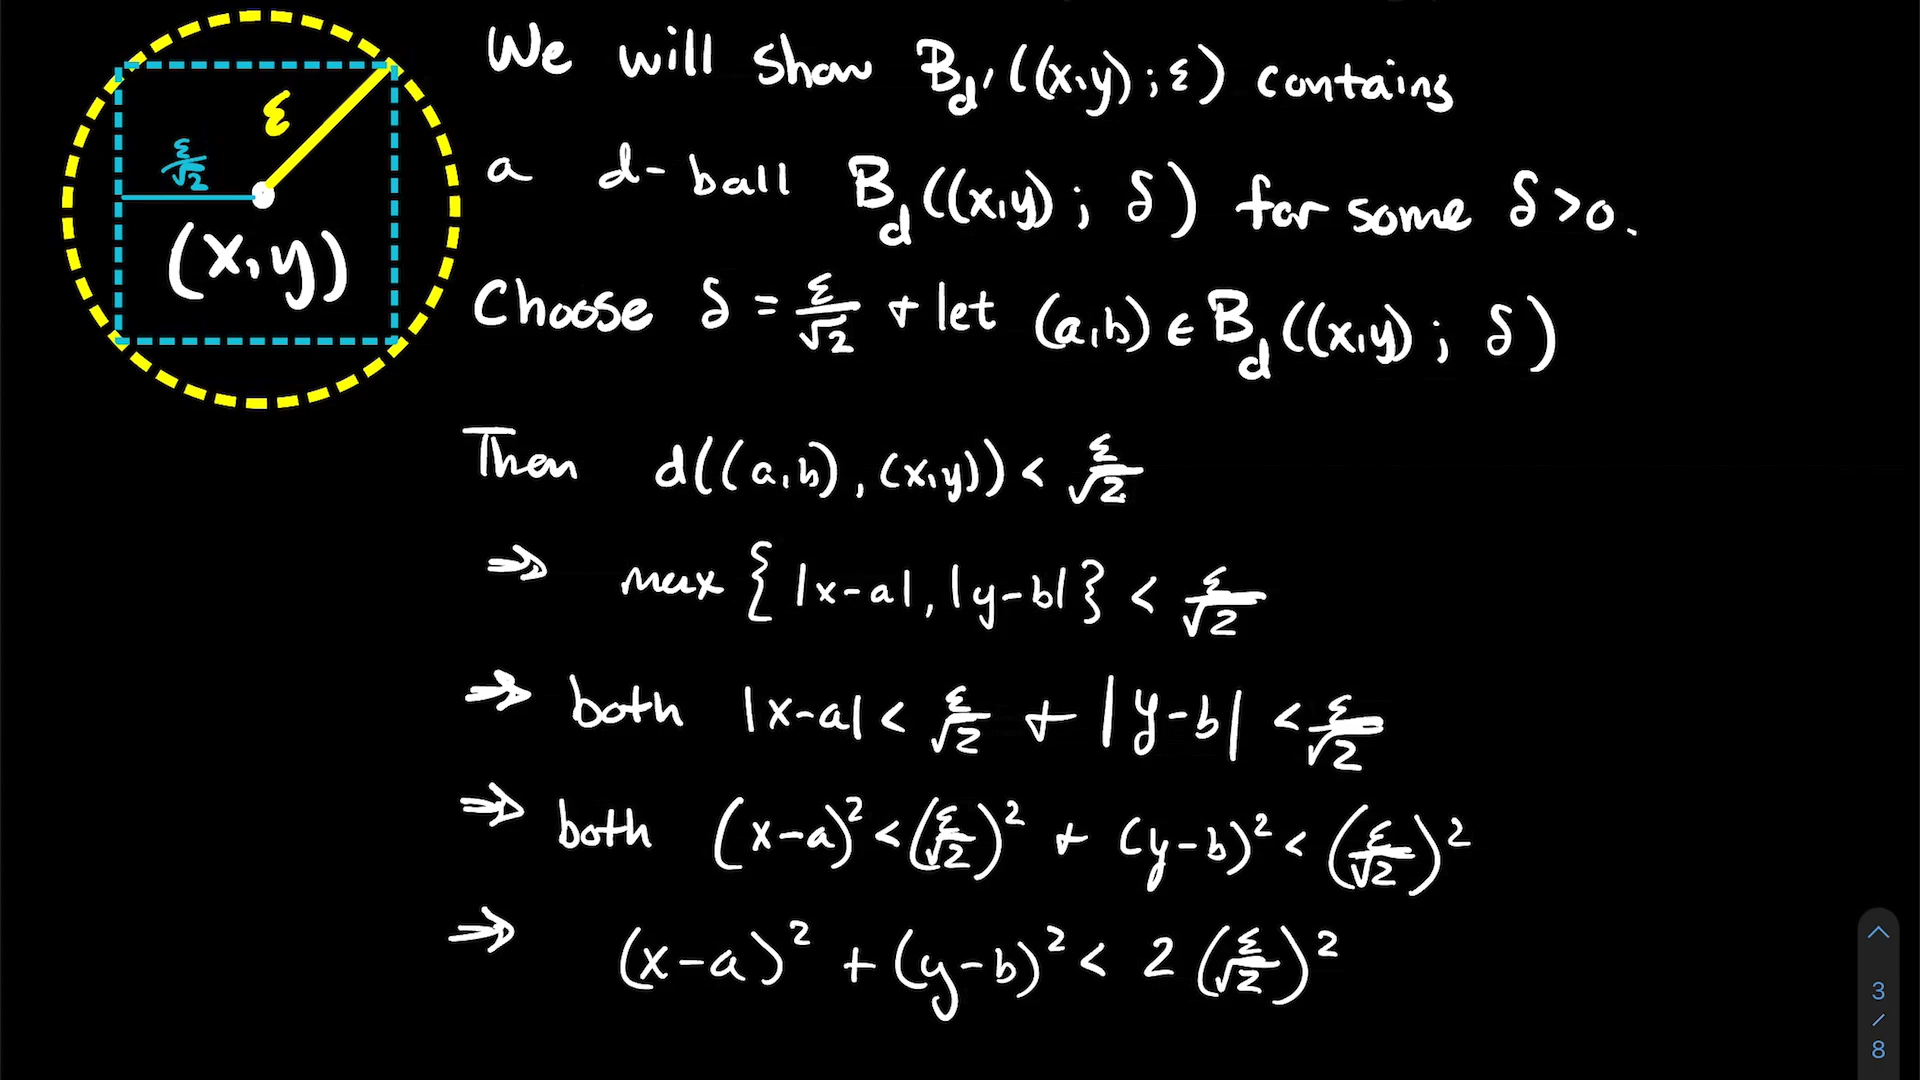 We will show B_d'((x,y);ε) contains
a d-ball B_d((x,y); δ) for some δ>0.
Choose δ = ε/√2 + let (a,b) ∈ B_d((x,y); δ)
Then d((a,b),(x,y)) < ε/√2
⇒ max {|x-a|,|y-b|} < ε/√2
⇒ both |x-a| < ε/√2 + |y-b| < ε/√2
⇒ both (x-a)² < (ε/√2)² + (y-b)² < (ε/√2)²
⇒ (x-a)² + (y-b)² < 2(ε/√2)²
ε
ε/√2
(x,y)
3
/
8